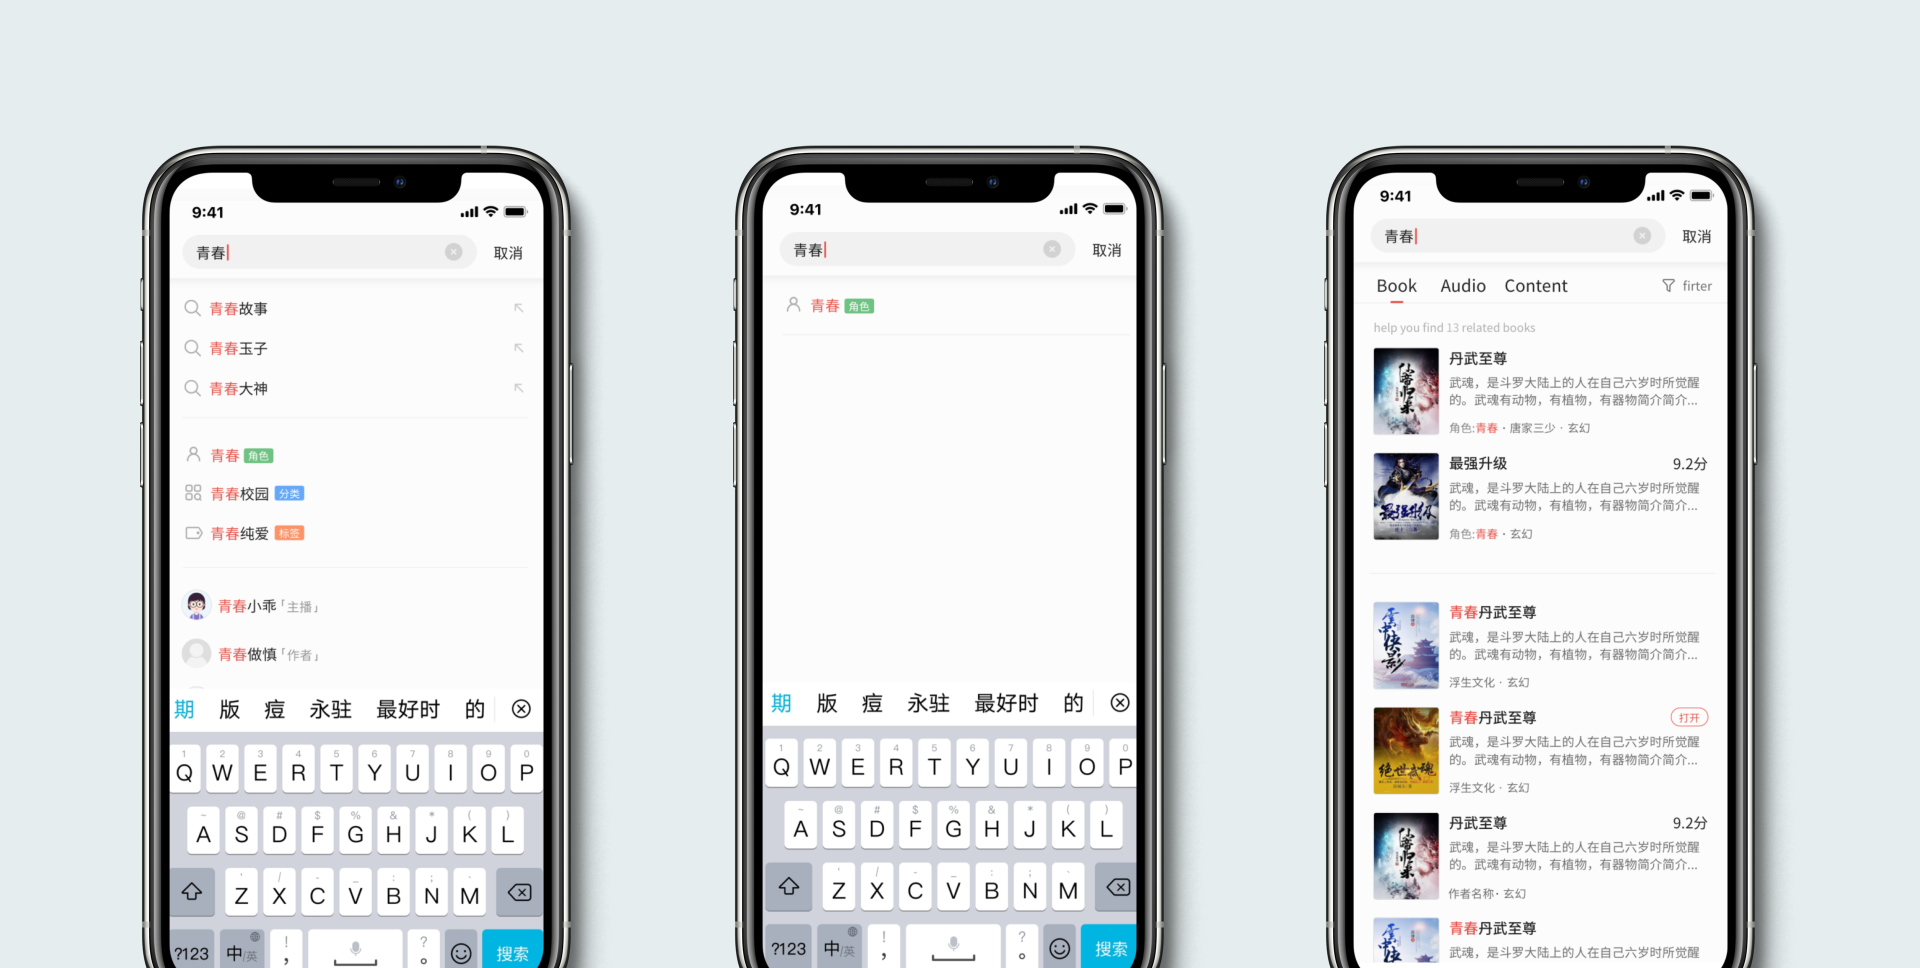 9:41
青春
取消
青春故事
青春玉子
青春大神
青春 角色
青春校园 分类
青春纯爱 标签
青春小乖「主播」
青春做慎「作者」
期 版 痘 永驻 最好时 的
1 2 3 4 5 6 7 8 9 0
Q W E R T Y U I O P
~ @ # $ % & * ( )
A S D F G H J K L
' / - _ : ; 、
Z X C V B N M
?123 中/英 ! , ? 。 搜索
9:41
青春
取消
青春 角色
期 版 痘 永驻 最好时 的
1 2 3 4 5 6 7 8 9 0
Q W E R T Y U I O P
~ @ # $ % & * ( )
A S D F G H J K L
' / - _ : ; 、
Z X C V B N M
?123 中/英 ! , ? 。 搜索
9:41
青春
取消
Book Audio Content firter
help you find 13 related books
丹武至尊
武魂，是斗罗大陆上的人在自己六岁时所觉醒
的。武魂有动物，有植物，有器物简介简介...
角色:青春・唐家三少・玄幻
最强升级 9.2分
武魂，是斗罗大陆上的人在自己六岁时所觉醒
的。武魂有动物，有植物，有器物简介简介...
角色:青春・玄幻
最强升级
青春丹武至尊
武魂，是斗罗大陆上的人在自己六岁时所觉醒
的。武魂有动物，有植物，有器物简介简介...
浮生文化・玄幻
青春丹武至尊 打开
武魂，是斗罗大陆上的人在自己六岁时所觉醒
的。武魂有动物，有植物，有器物简介简介...
浮生文化・玄幻
绝世武魂
丹武至尊 9.2分
武魂，是斗罗大陆上的人在自己六岁时所觉醒
的。武魂有动物，有植物，有器物简介简介...
作者名称・玄幻
青春丹武至尊
武魂，是斗罗大陆上的人在自己六岁时所觉醒